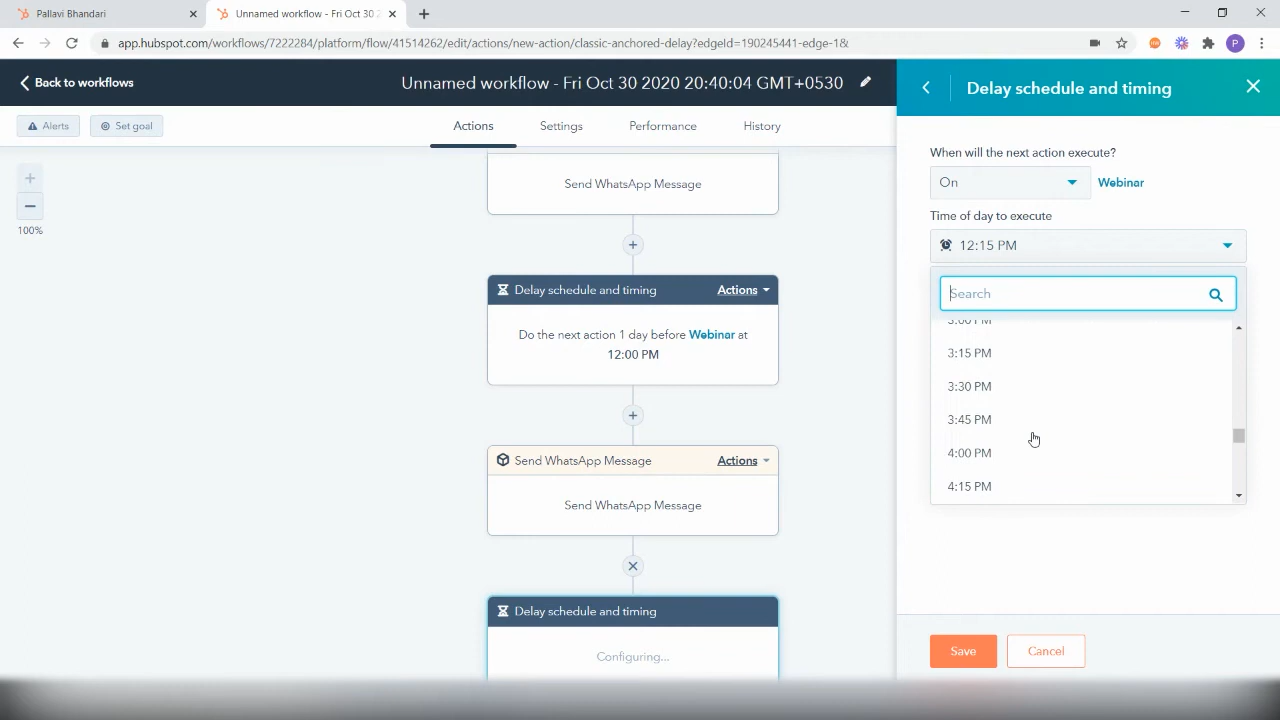 Pallavi Bhandari
Unnamed workflow - Fri Oct 30 202
app.hubspot.com/workflows/7222284/platform/flow/41514262/edit/actions/new-action/classic-anchored-delay?edgeId=190245441-edge-1&
P
Back to workflows
Unnamed workflow - Fri Oct 30 2020 20:40:04 GMT+0530
Delay schedule and timing
Alerts
Set goal
Actions
Settings
Performance
History
100%
Send WhatsApp Message
Delay schedule and timing
Actions
Do the next action 1 day before Webinar at
12:00 PM
Send WhatsApp Message
Actions
Send WhatsApp Message
Delay schedule and timing
Configuring...
When will the next action execute?
On
Webinar
Time of day to execute
12:15 PM
Search
3:00 PM
3:15 PM
3:30 PM
3:45 PM
4:00 PM
4:15 PM
Save
Cancel